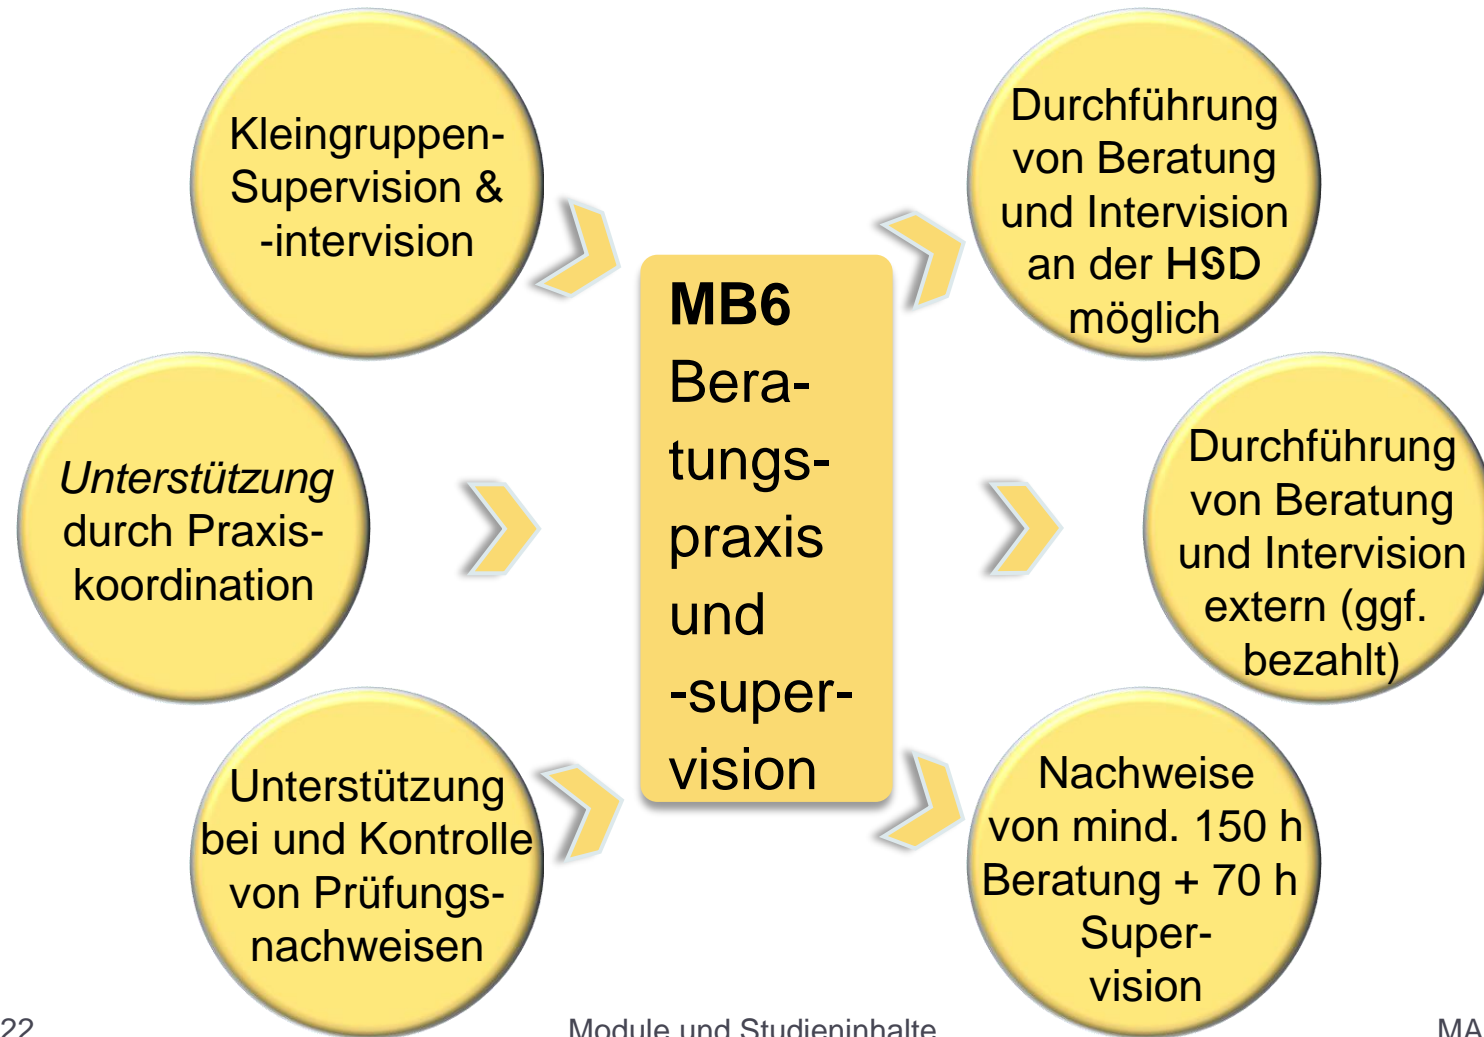 Kleingruppen-
Supervision &
-intervision
Unterstützung
durch Praxis-
koordination
Unterstützung
bei und Kontrolle
von Prüfungs-
nachweisen
MB6
Bera-
tungs-
praxis
und
-super-
vision
Durchführung
von Beratung
und Intervision
an der HSD
möglich
Durchführung
von Beratung
und Intervision
extern (ggf.
bezahlt)
Nachweise
von mind. 150 h
Beratung + 70 h
Super-
vision
22
Module und Studieninhalte
MA